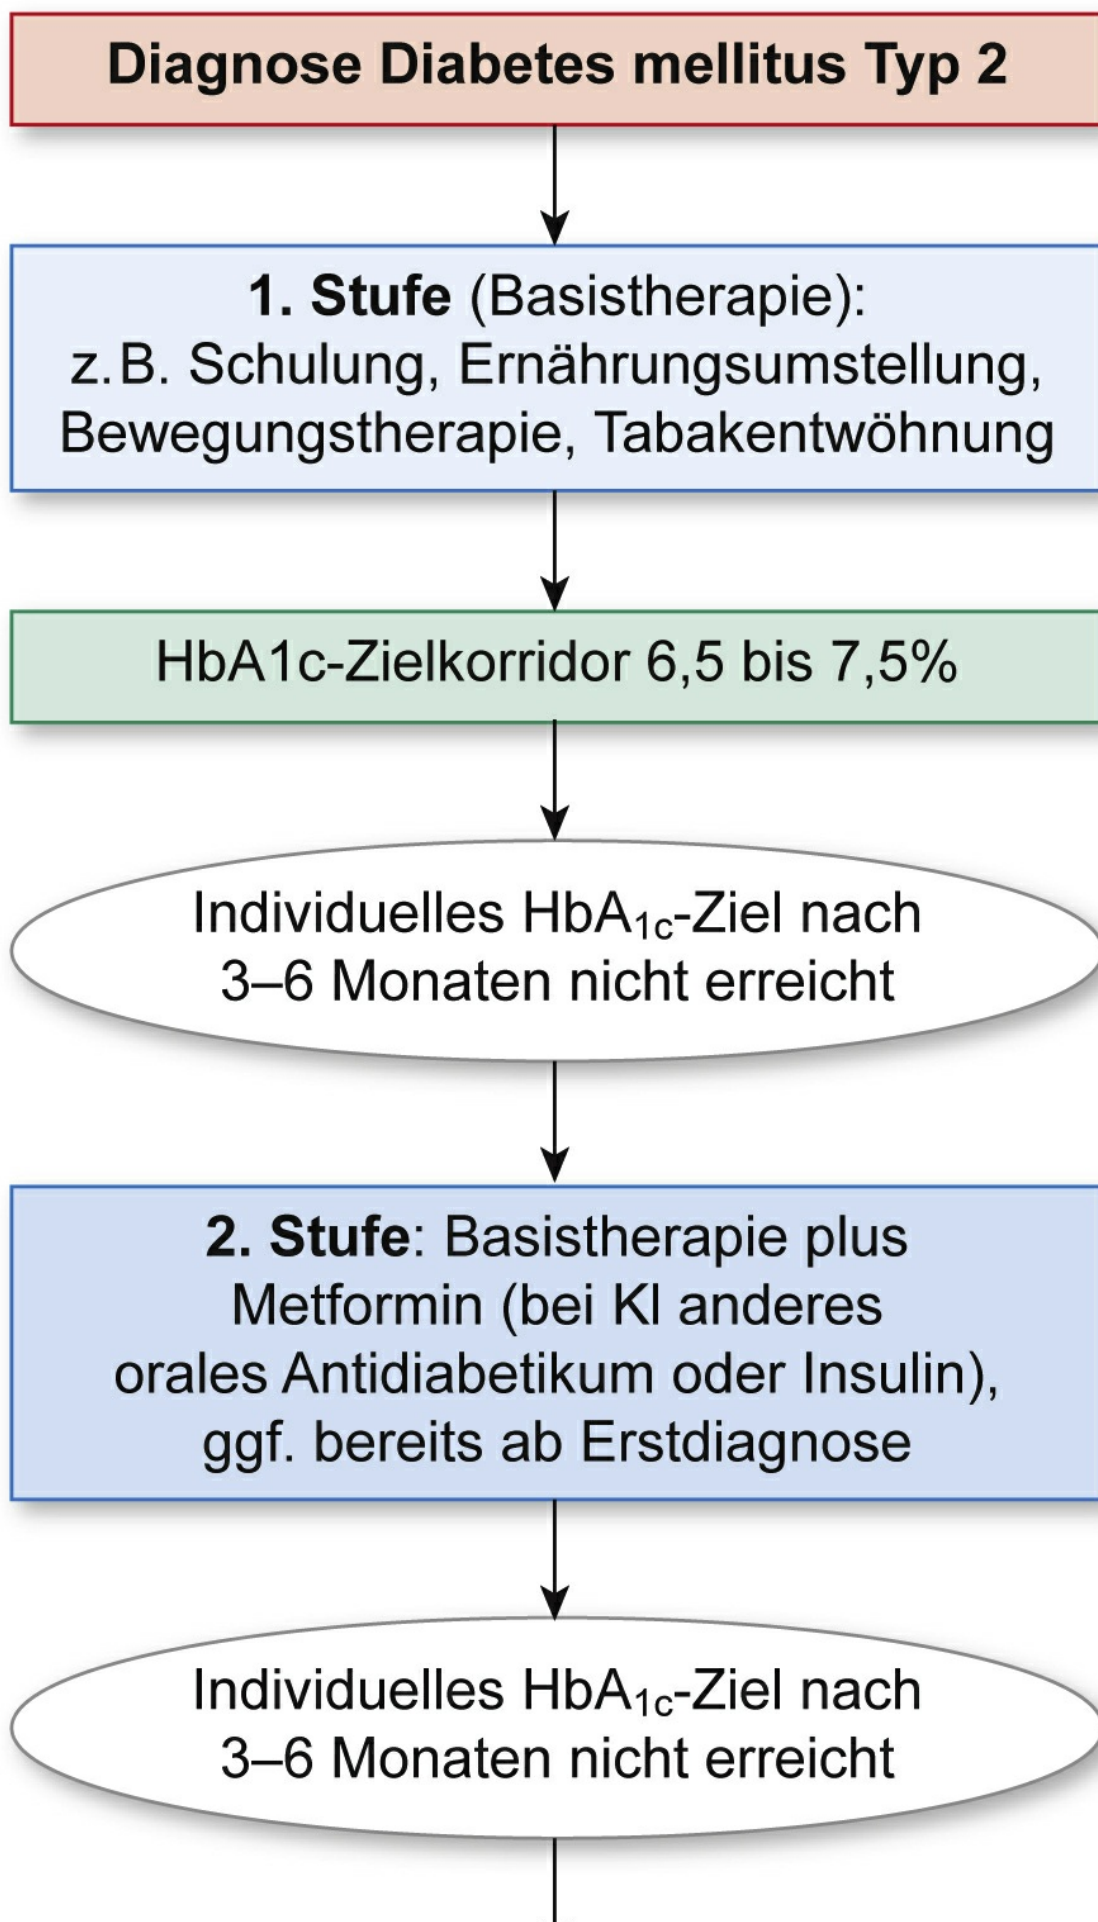 Diagnose Diabetes mellitus Typ 2
1. Stufe (Basistherapie):
z. B. Schulung, Ernährungsumstellung,
Bewegungstherapie, Tabakentwöhnung
HbA1c-Zielkorridor 6,5 bis 7,5%
Individuelles HbA1c-Ziel nach
3–6 Monaten nicht erreicht
2. Stufe: Basistherapie plus
Metformin (bei KI anderes
orales Antidiabetikum oder Insulin),
ggf. bereits ab Erstdiagnose
Individuelles HbA1c-Ziel nach
3–6 Monaten nicht erreicht